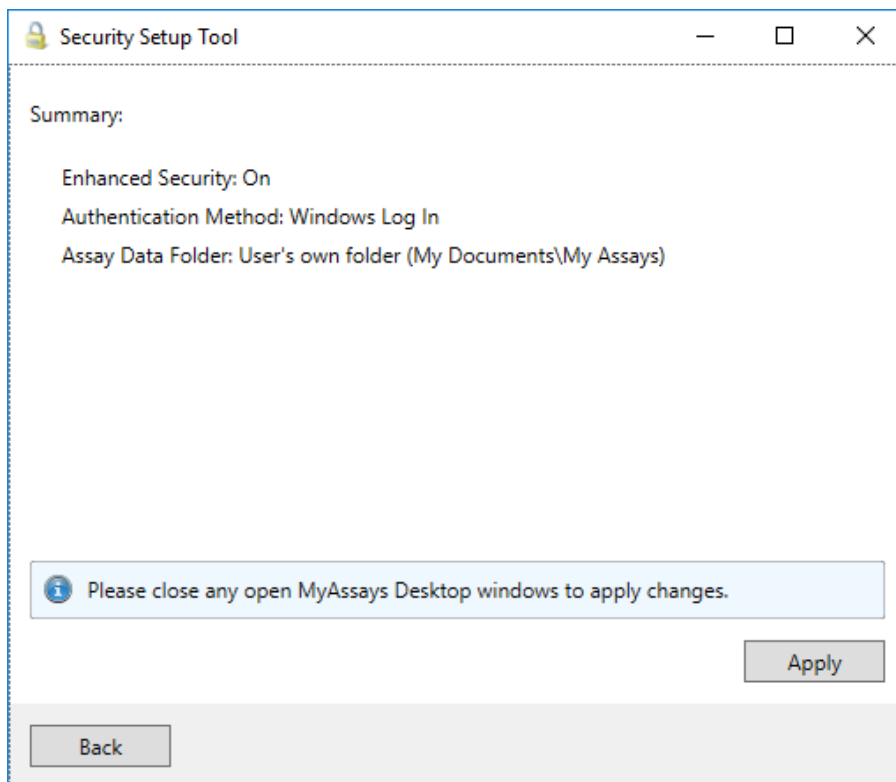 Security Setup Tool
Summary:
Enhanced Security: On
Authentication Method: Windows Log In
Assay Data Folder: User's own folder (My Documents\My Assays)
Please close any open MyAssays Desktop windows to apply changes.
Apply
Back